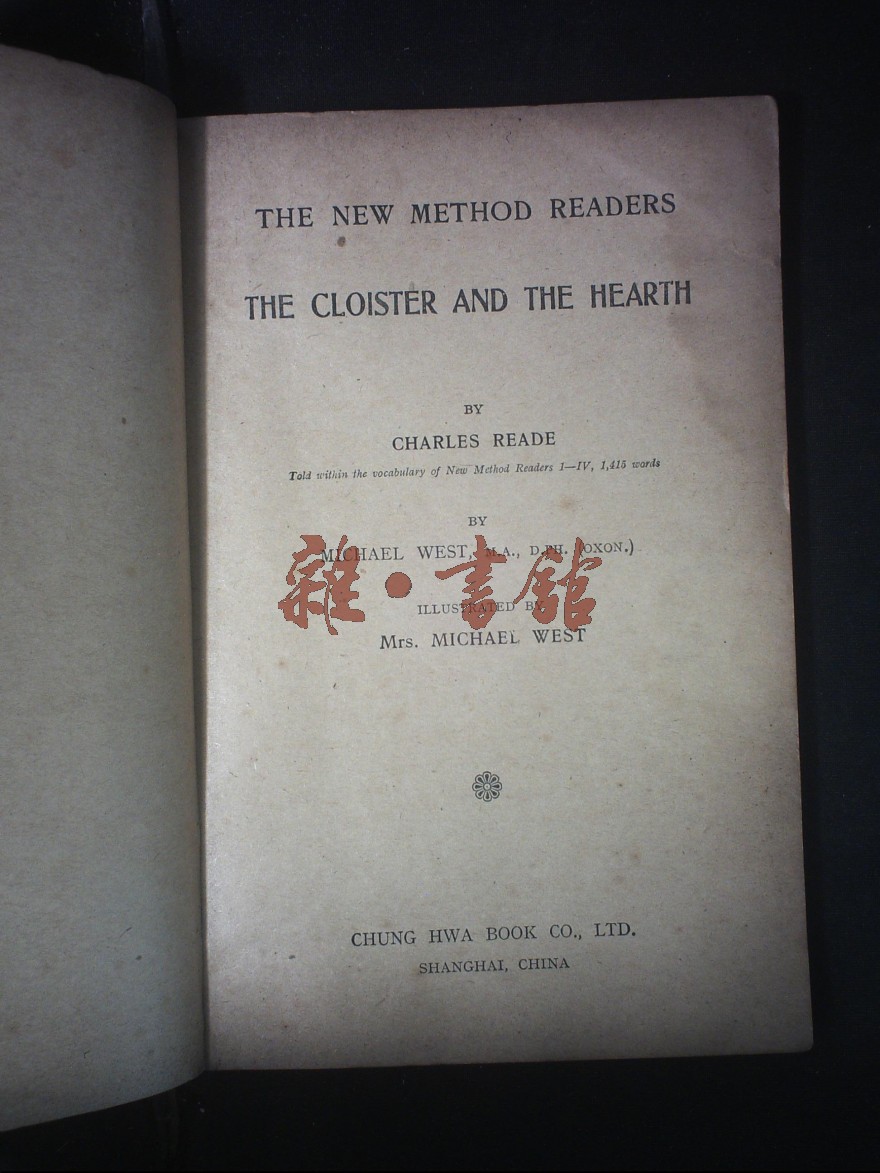 THE NEW METHOD READERS
THE CLOISTER AND THE HEARTH
BY
CHARLES READE
Told within the vocabulary of New Method Readers I—IV, 1,415 words
BY
MICHAEL WEST, M.A., D.PH. (OXON.)
雜·書館
ILLUSTRATED BY
Mrs. MICHAEL WEST
CHUNG HWA BOOK CO., LTD.
SHANGHAI, CHINA